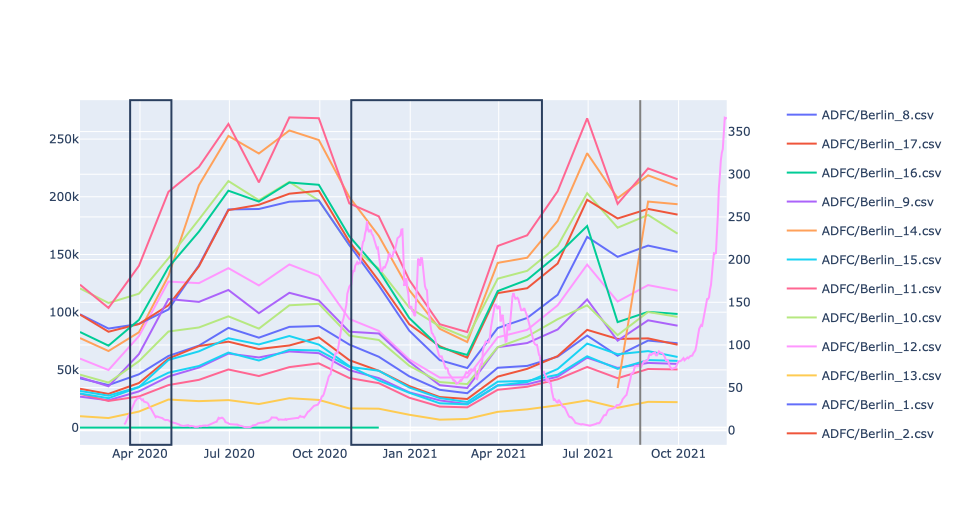 250k
200k
150k
100k
50k
0
350
300
250
200
150
100
50
0
Apr 2020
Jul 2020
Oct 2020
Jan 2021
Apr 2021
Jul 2021
Oct 2021
ADFC/Berlin_8.csv
ADFC/Berlin_17.csv
ADFC/Berlin_16.csv
ADFC/Berlin_9.csv
ADFC/Berlin_14.csv
ADFC/Berlin_15.csv
ADFC/Berlin_11.csv
ADFC/Berlin_10.csv
ADFC/Berlin_12.csv
ADFC/Berlin_13.csv
ADFC/Berlin_1.csv
ADFC/Berlin_2.csv